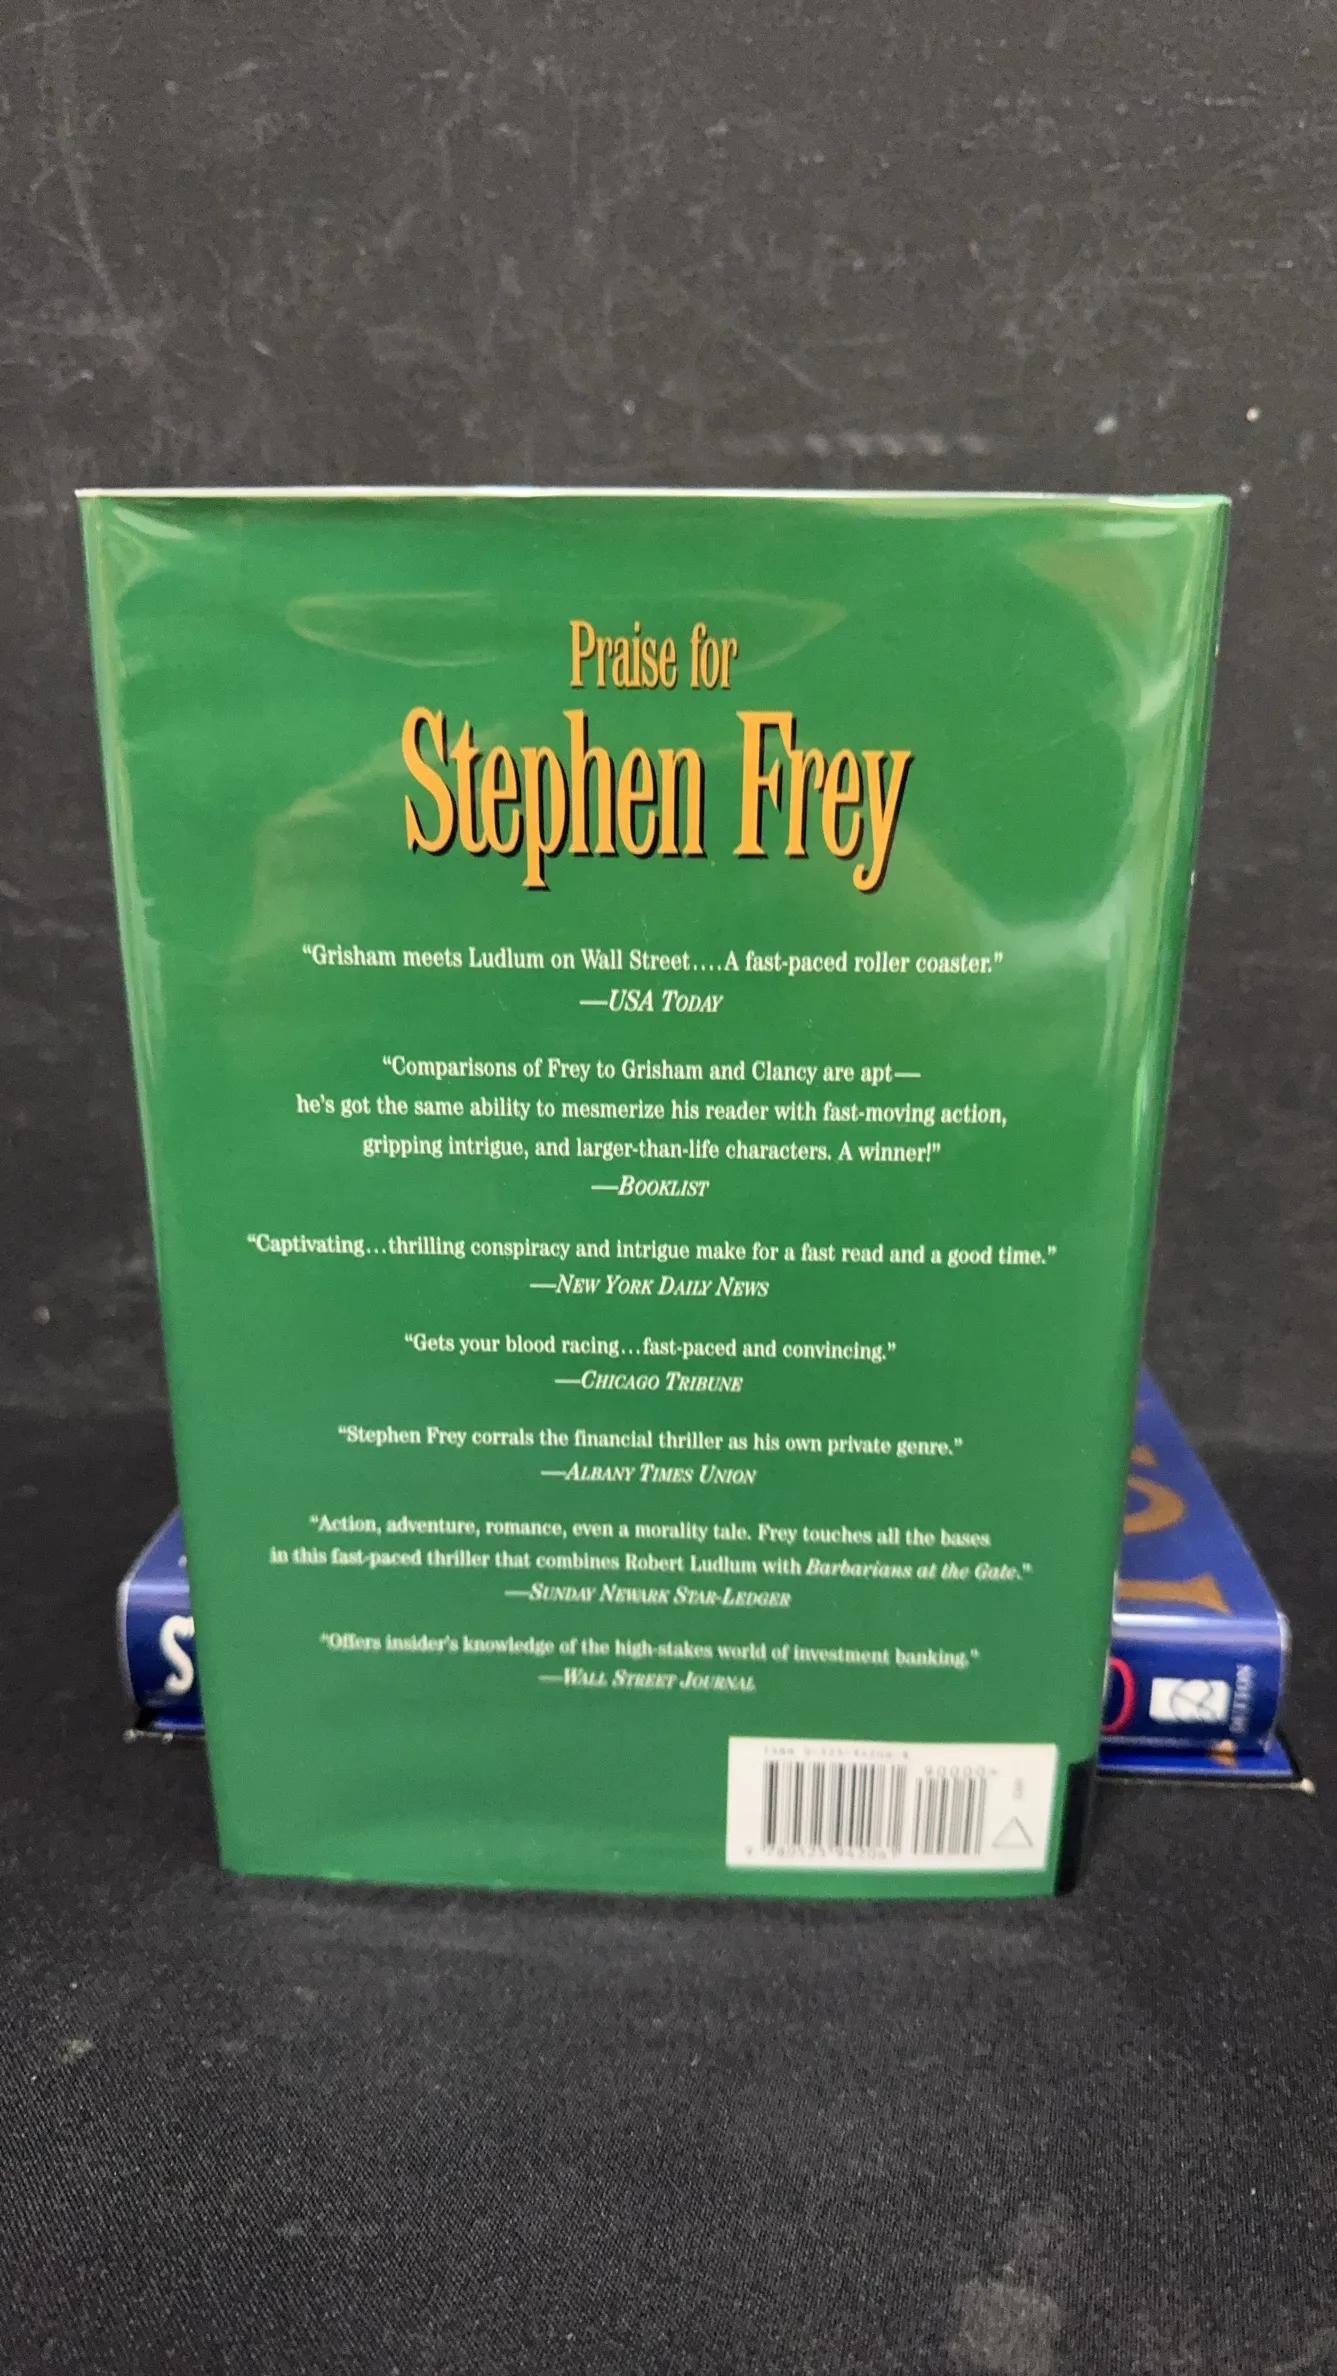 Praise for
Stephen Frey
“Grisham meets Ludlum on Wall Street....A fast-paced roller coaster.”
—USA TODAY
“Comparisons of Frey to Grisham and Clancy are apt—
he's got the same ability to mesmerize his reader with fast-moving action,
gripping intrigue, and larger-than-life characters. A winner!”
—BOOKLIST
“Captivating...thrilling conspiracy and intrigue make for a fast read and a good time.”
—NEW YORK DAILY NEWS
“Gets your blood racing...fast-paced and convincing.”
—CHICAGO TRIBUNE
“Stephen Frey corrals the financial thriller as his own private genre.”
—ALBANY TIMES UNION
“Action, adventure, romance, even a morality tale. Frey touches all the bases
in this fast-paced thriller that combines Robert Ludlum with Barbarians at the Gate.”
—SUNDAY NEWARK STAR-LEDGER
“Offers insider's knowledge of the high-stakes world of investment banking.”
—WALL STREET JOURNAL
90000
DUTTON